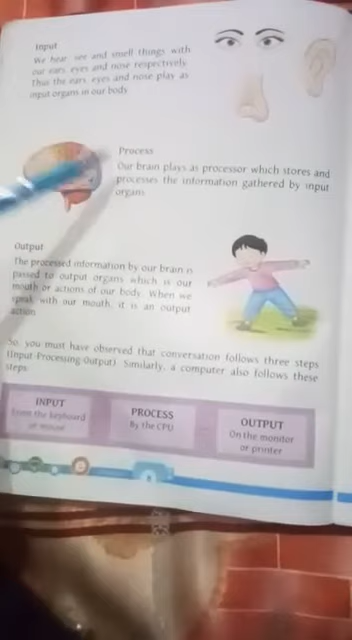 Input
We hear, see and smell things with
our ears, eyes and nose respectively.
Thus the ears, eyes and nose play as
input organs in our body.
Process
Our brain plays as processor which stores and
processes the information gathered by input
organs.
Output
The processed information by our brain is
passed to output organs which is our
mouth or actions of our body. When we
speak with our mouth, it is an output
action.
So, you must have observed that conversation follows three steps
(Input-Processing-Output). Similarly, a computer also follows these
steps.
INPUT
From the keyboard
or mouse
PROCESS
By the CPU
OUTPUT
On the monitor
or printer